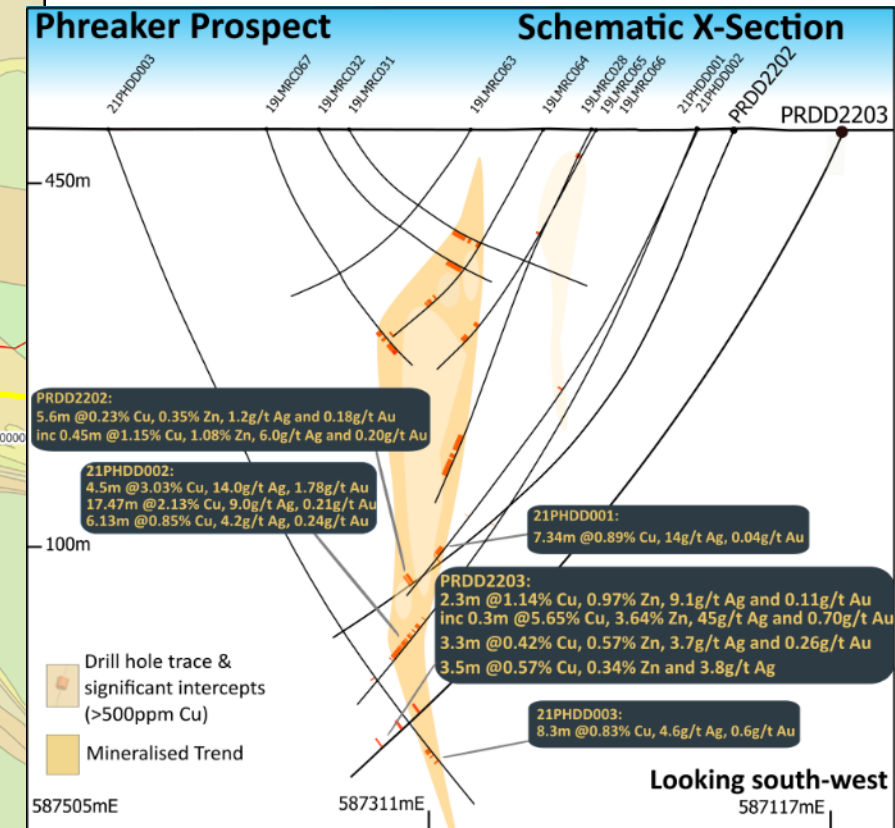 Phreaker Prospect
Schematic X-Section
21PHDD003
19LMRC067
19LMRC032
19LMRC031
19LMRC063
19LMRC064
19LMRC028
19LMRC065
19LMRC066
21PHDD001
21PHDD002
PRDD2202
PRDD2203
450m
PRDD2202:
5.6m @0.23% Cu, 0.35% Zn, 1.2g/t Ag and 0.18g/t Au
inc 0.45m @1.15% Cu, 1.08% Zn, 6.0g/t Ag and 0.20g/t Au
21PHDD002:
4.5m @3.03% Cu, 14.0g/t Ag, 1.78g/t Au
17.47m @2.13% Cu, 9.0g/t Ag, 0.21g/t Au
6.13m @0.85% Cu, 4.2g/t Ag, 0.24g/t Au
21PHDD001:
7.34m @0.89% Cu, 14g/t Ag, 0.04g/t Au
100m
PRDD2203:
2.3m @1.14% Cu, 0.97% Zn, 9.1g/t Ag and 0.11g/t Au
inc 0.3m @5.65% Cu, 3.64% Zn, 45g/t Ag and 0.70g/t Au
3.3m @0.42% Cu, 0.57% Zn, 3.7g/t Ag and 0.26g/t Au
3.5m @0.57% Cu, 0.34% Zn and 3.8g/t Ag
21PHDD003:
8.3m @0.83% Cu, 4.6g/t Ag, 0.6g/t Au
Drill hole trace &
significant intercepts
(>500ppm Cu)
Mineralised Trend
Looking south-west
587505mE
587311mE
587117mE